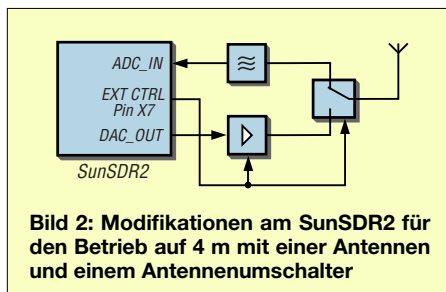 ADC_IN
EXT CTRL
Pin X7
DAC_OUT
SunSDR2
Bild 2: Modifikationen am SunSDR2 für
den Betrieb auf 4 m mit einer Antennen
und einem Antennenumschalter